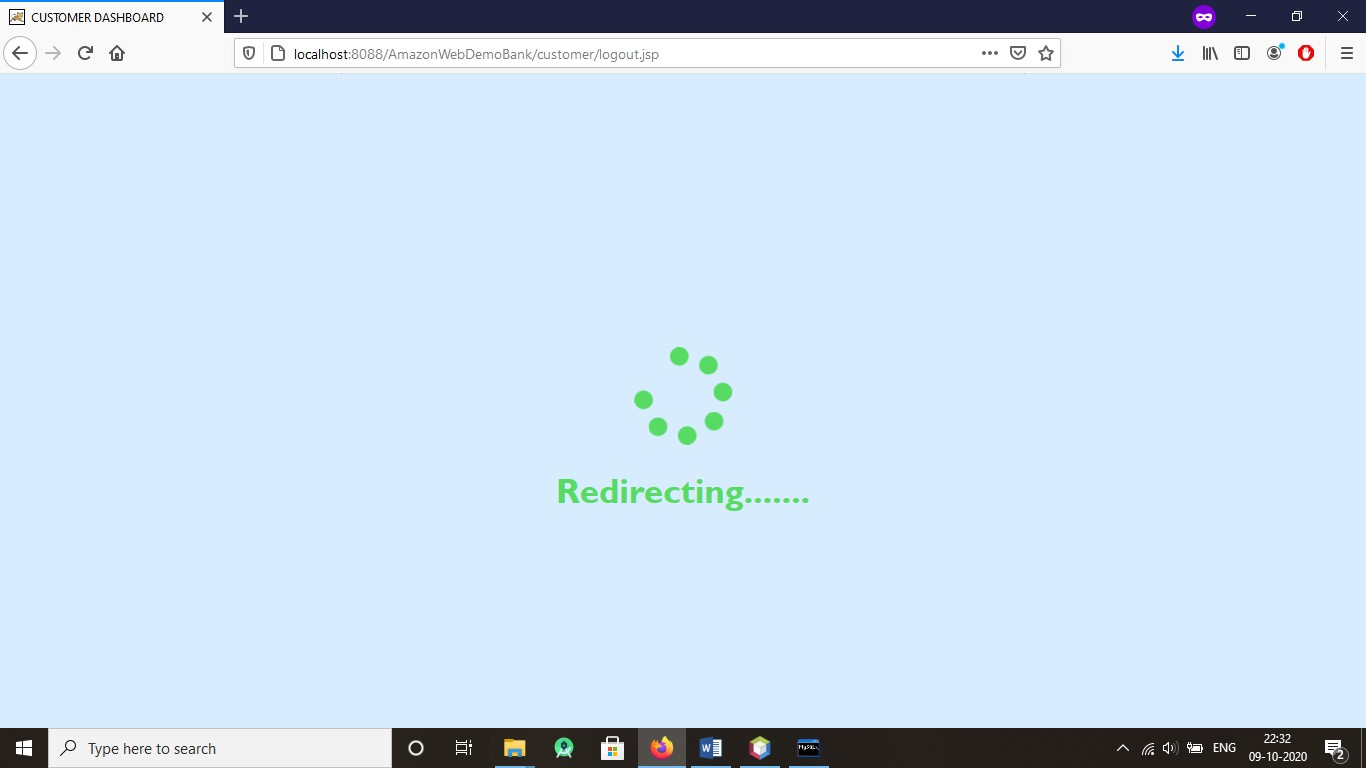 CUSTOMER DASHBOARD
localhost:8088/AmazonWebDemoBank/customer/logout.jsp
Redirecting.......
Type here to search
W
MySQL
ENG
22:32
09-10-2020
2